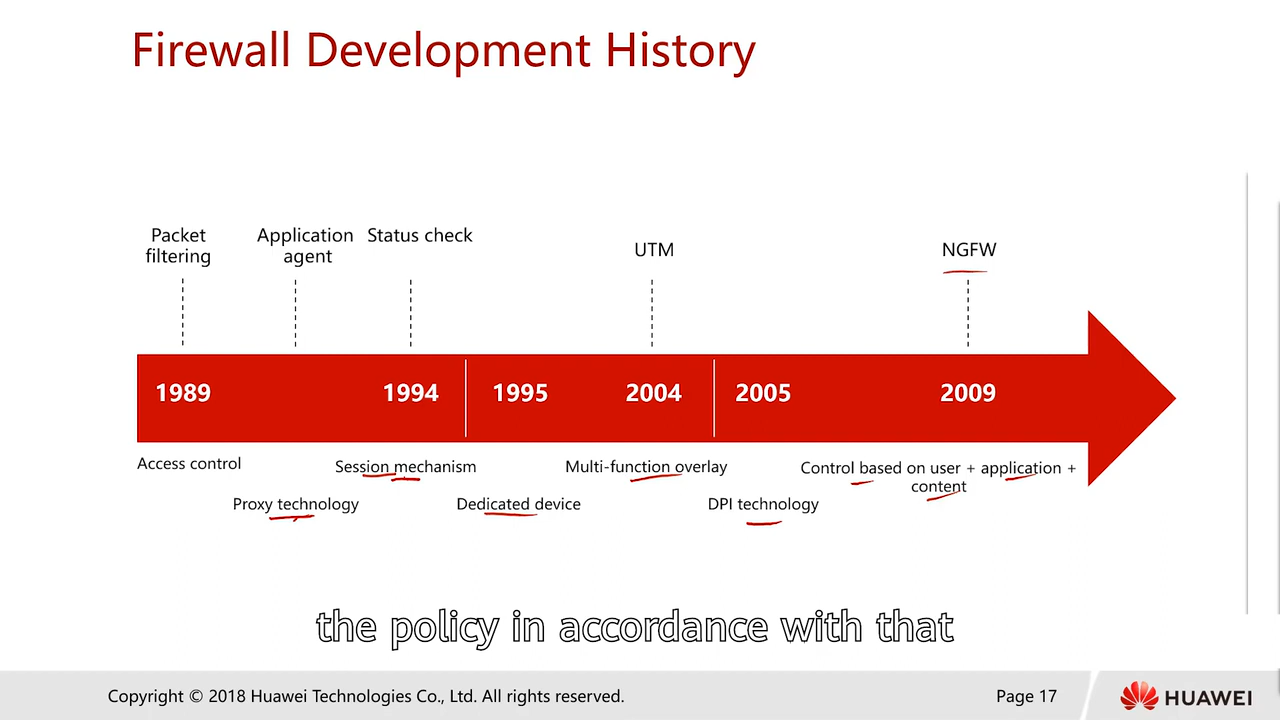 Firewall Development History
Packet
filtering
Application
agent
Status check
UTM
NGFW
1989
1994
1995
2004
2005
2009
Access control
Session mechanism
Multi-function overlay
Control based on user + application +
content
Proxy technology
Dedicated device
DPI technology
the policy in accordance with that
Copyright © 2018 Huawei Technologies Co., Ltd. All rights reserved.
Page 17
HUAWEI